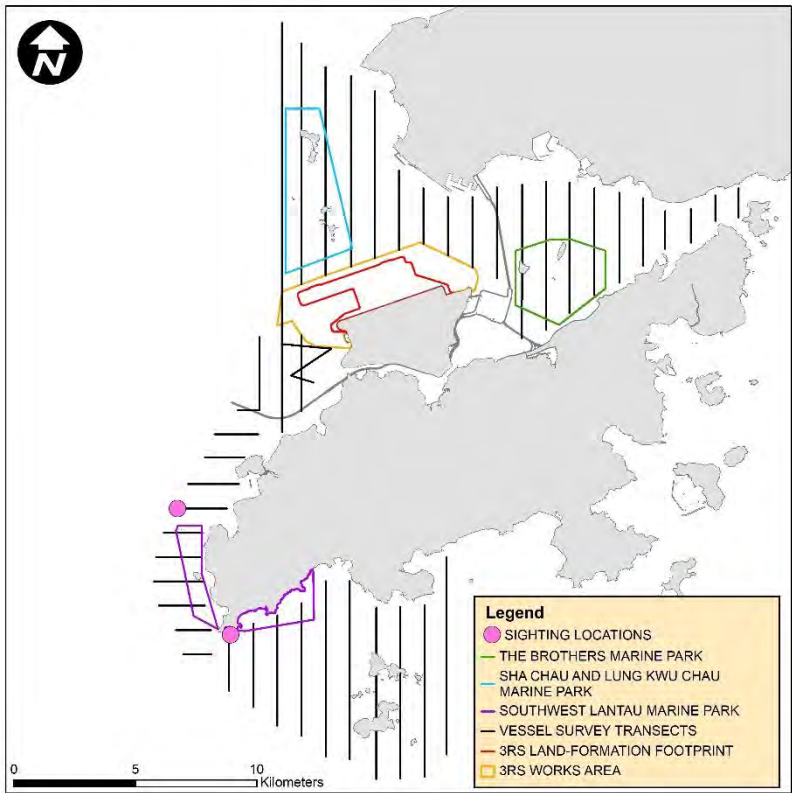 N
Legend
SIGHTING LOCATIONS
THE BROTHERS MARINE PARK
SHA CHAU AND LUNG KWU CHAU
MARINE PARK
SOUTHWEST LANTAU MARINE PARK
VESSEL SURVEY TRANSECTS
3RS LAND-FORMATION FOOTPRINT
3RS WORKS AREA
0 5 10
Kilometers